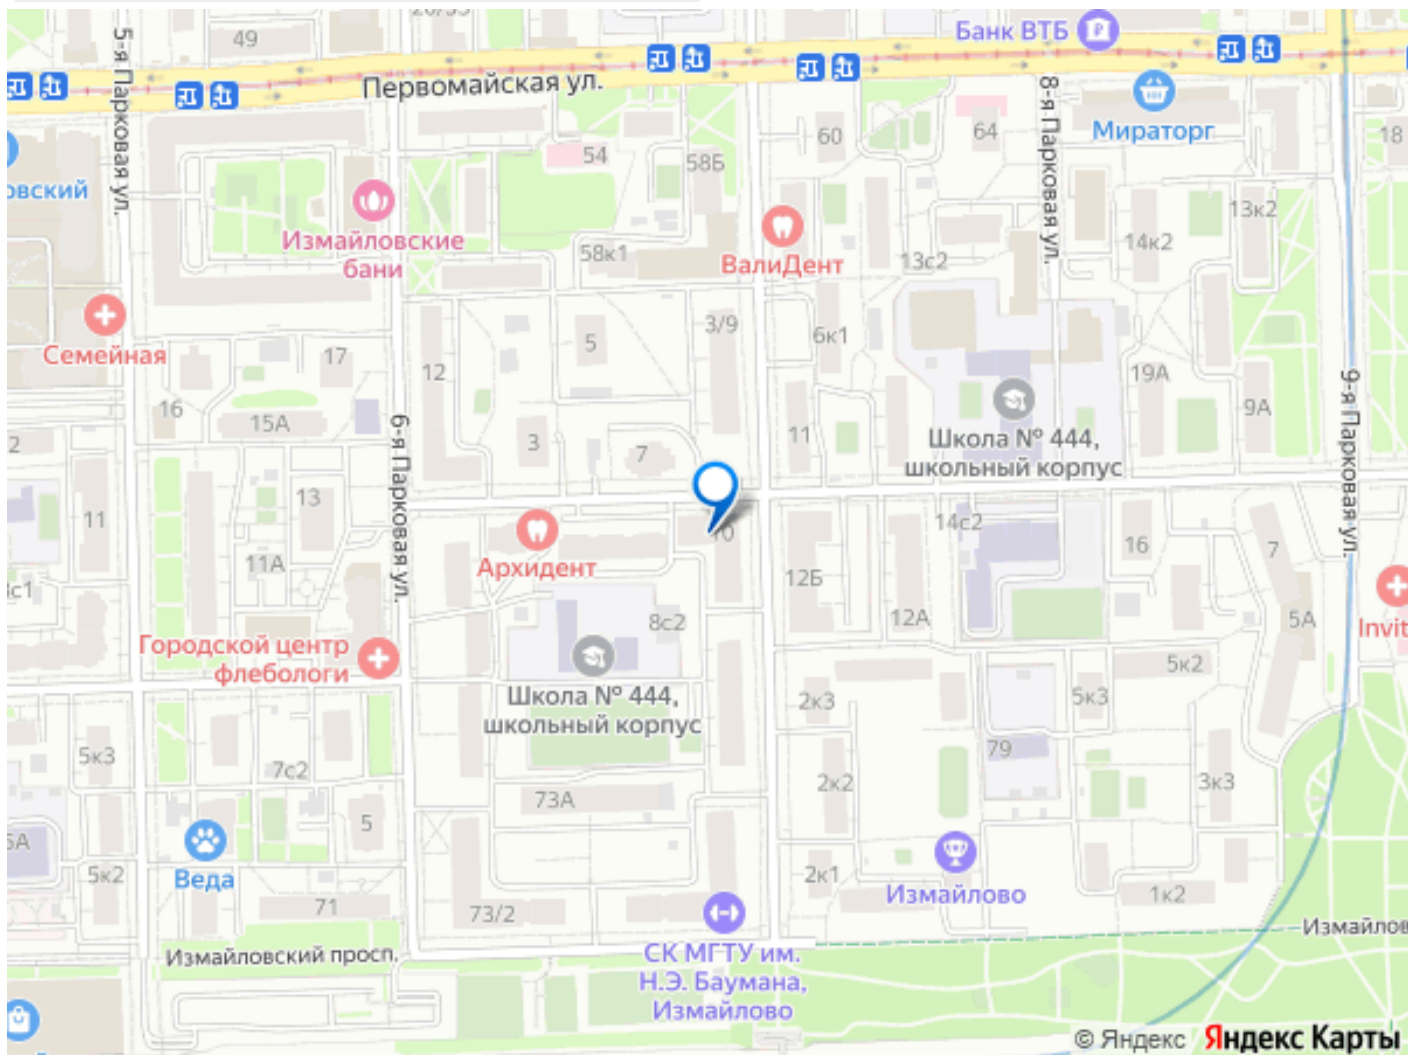 49
Банк ВТБ
5-я Парковая ул.
Первомайская ул.
8-я Парковая ул.
Мираторг
60
64
18
54
58Б
Измайловские
бани
58к1
ВалиДент
13с2
14к2
13к2
Семейная
17
12
5
3/9
6к1
19А
9А
9-я Парковая ул.
16
15А
6-я Парковая ул.
3
7
11
Школа № 444,
школьный корпус
2
11
13
Архидент
10
14с2
16
7
11А
12Б
12А
5А
Городской центр
флебологи
8с2
5к2
Школа № 444,
школьный корпус
2к3
5к3
79
5к3
7с2
73А
2к2
3к3
5
Веда
5к2
71
73/2
2к1
Измайлово
1к2
Измайловский просп.
СК МГТУ им.
Н.Э. Баумана,
Измайлово
© Яндекс Яндекс Карты